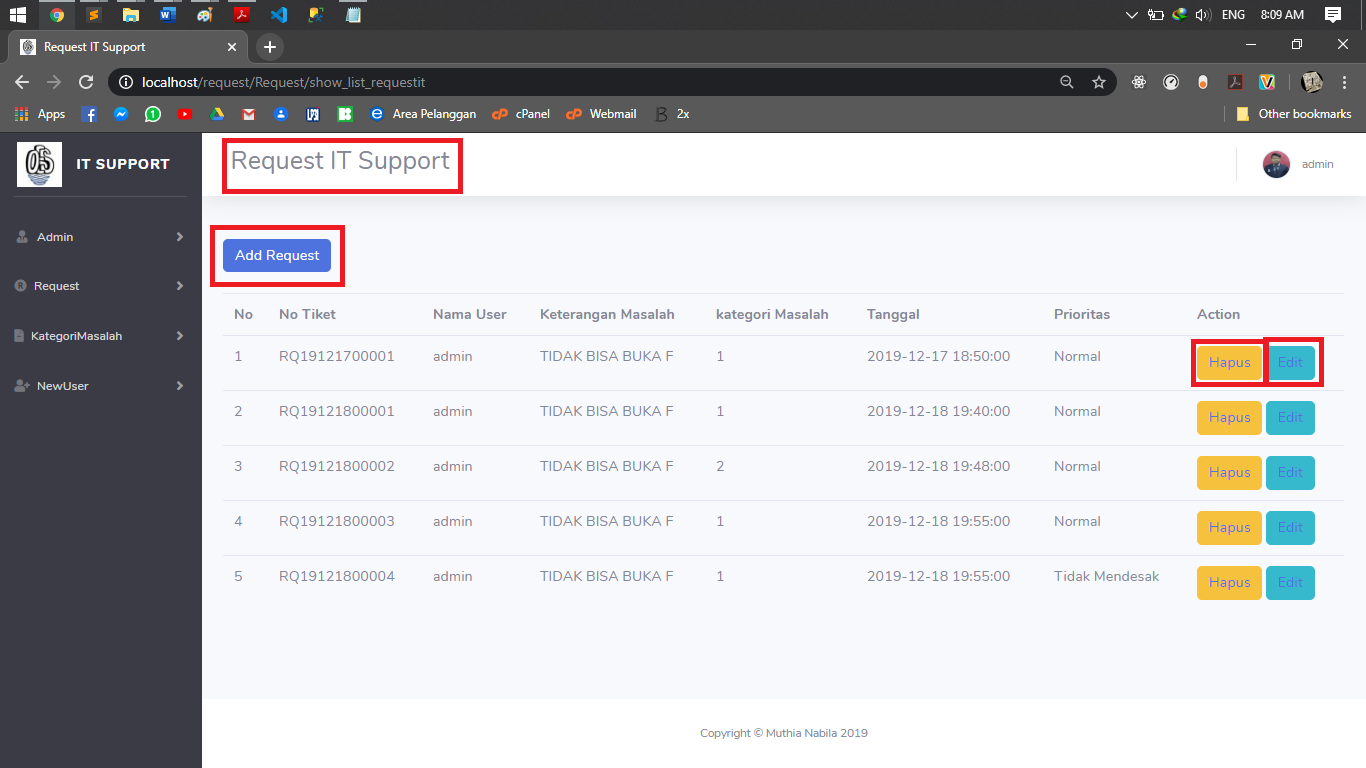 ENG 8:09 AM
Request IT Support
localhost/request/Request/show_list_requestit
Apps Area Pelanggan cPanel Webmail 2x Other bookmarks
IT SUPPORT
Request IT Support
admin
Admin
Request
KategoriMasalah
NewUser
Add Request
No No Tiket Nama User Keterangan Masalah kategori Masalah Tanggal Prioritas Action
1 RQ19121700001 admin TIDAK BISA BUKA F 1 2019-12-17 18:50:00 Normal Hapus Edit
2 RQ19121800001 admin TIDAK BISA BUKA F 1 2019-12-18 19:40:00 Normal Hapus Edit
3 RQ19121800002 admin TIDAK BISA BUKA F 2 2019-12-18 19:48:00 Normal Hapus Edit
4 RQ19121800003 admin TIDAK BISA BUKA F 1 2019-12-18 19:55:00 Normal Hapus Edit
5 RQ19121800004 admin TIDAK BISA BUKA F 1 2019-12-18 19:55:00 Tidak Mendesak Hapus Edit
Copyright © Muthia Nabila 2019